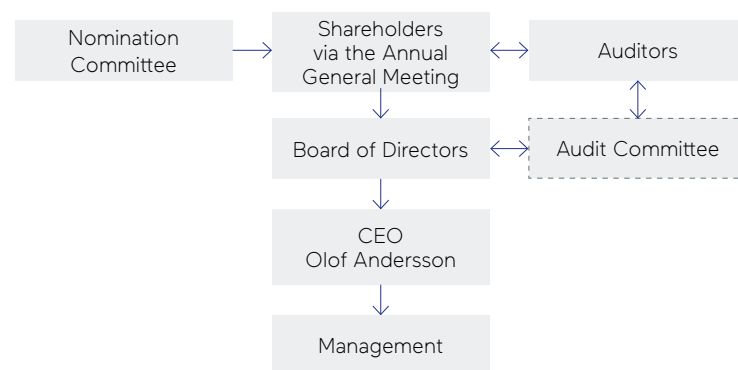 Nomination
Committee
Shareholders
via the Annual
General Meeting
Auditors
Board of Directors
Audit Committee
CEO
Olof Andersson
Management